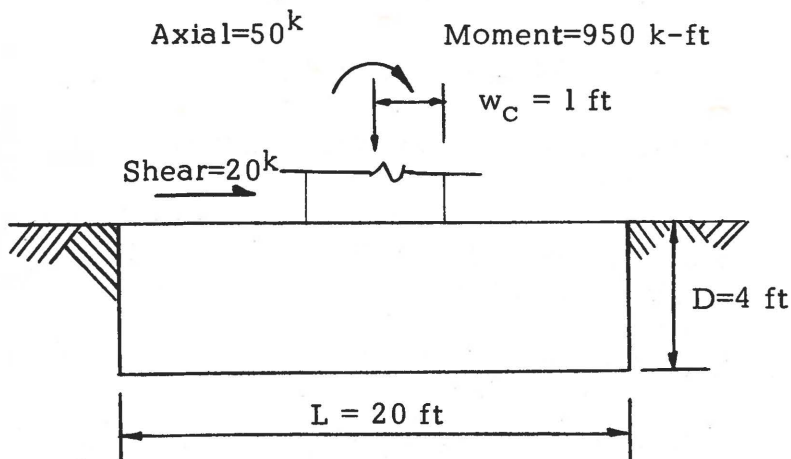 Axial=50k
Moment=950 k-ft
wc = 1 ft
Shear=20k
D=4 ft
L = 20 ft